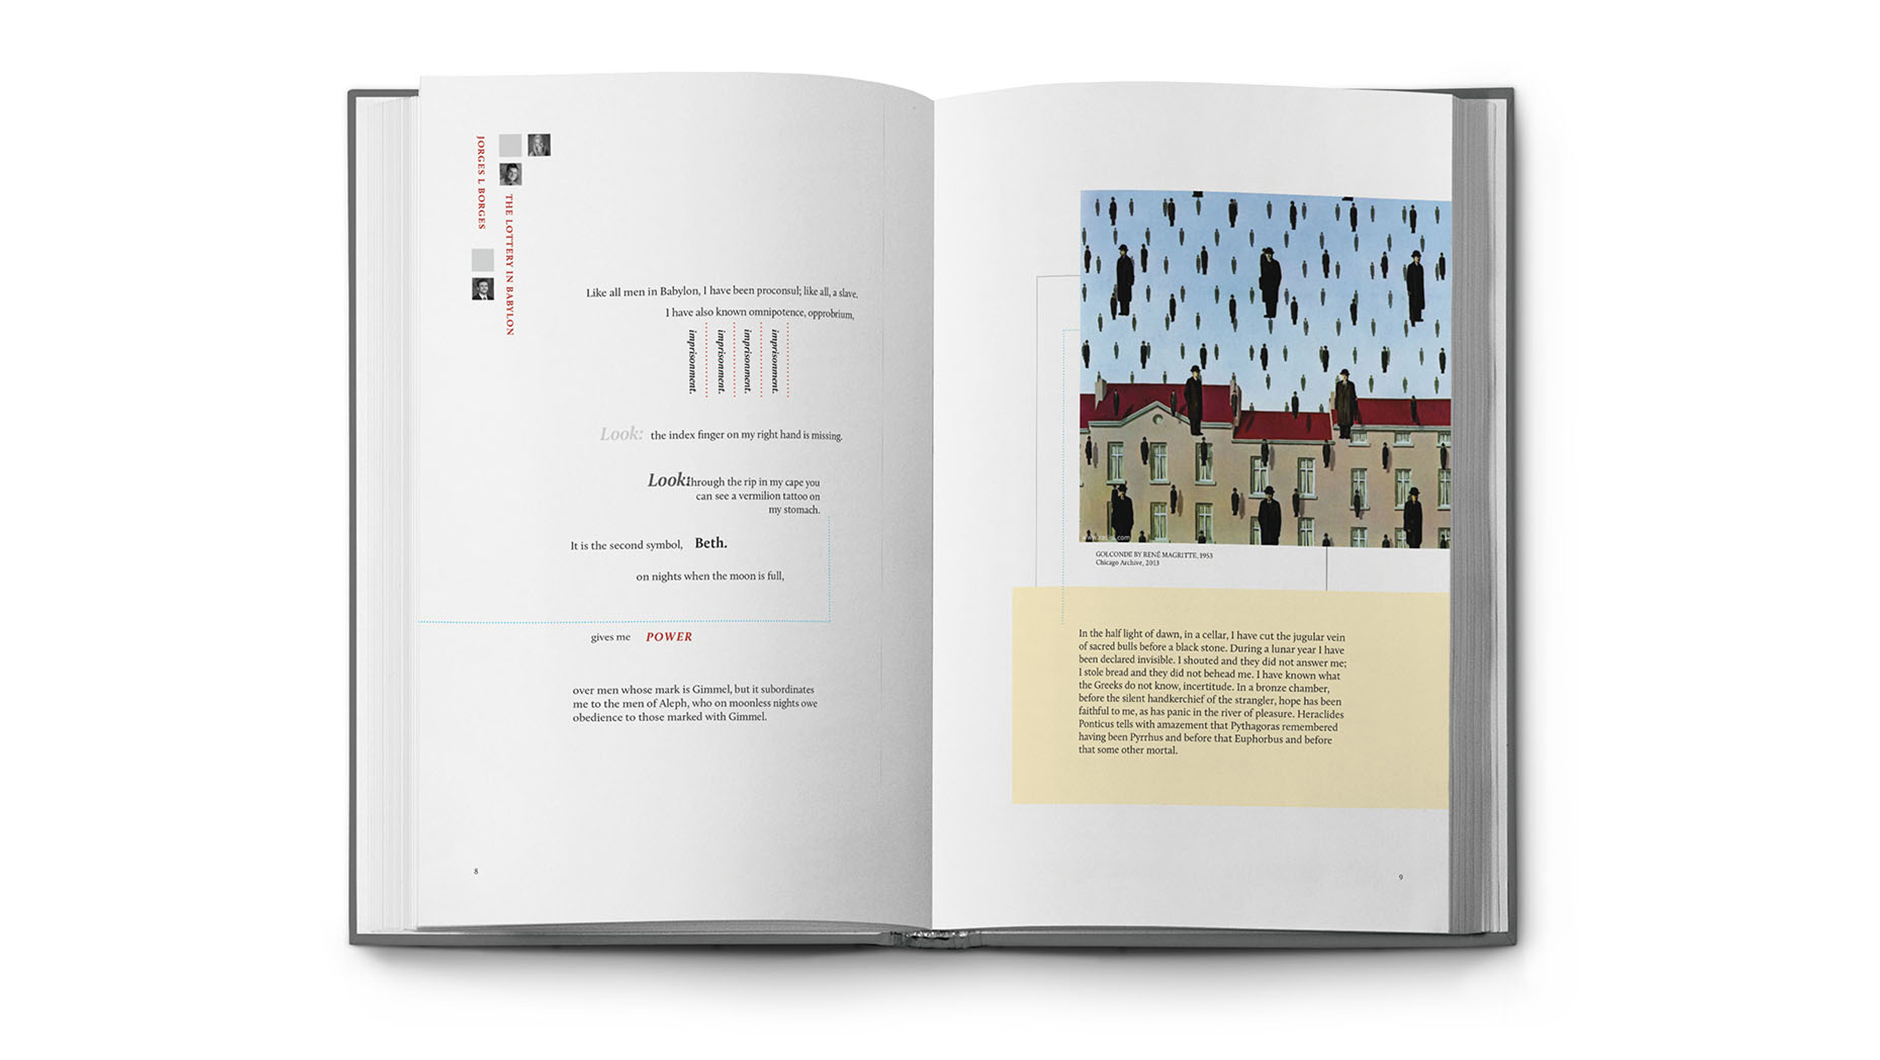 JORGES L BORGES
THE LOTTERY IN BABYLON
Like all men in Babylon, I have been proconsul; like all, a slave.
I have also known omnipotence, opprobrium,
imprisonment.
imprisonment.
imprisonment.
imprisonment.
Look: the index finger on my right hand is missing.
Look: through the rip in my cape you
can see a vermilion tattoo on
my stomach.
It is the second symbol, Beth.
on nights when the moon is full,
gives me POWER
over men whose mark is Gimmel, but it subordinates
me to the men of Aleph, who on moonless nights owe
obedience to those marked with Gimmel.
8
GOLCONDE BY RENÉ MAGRITTE, 1953
Chicago Archive, 2013
In the half light of dawn, in a cellar, I have cut the jugular vein
of sacred bulls before a black stone. During a lunar year I have
been declared invisible. I shouted and they did not answer me;
I stole bread and they did not behead me. I have known what
the Greeks do not know, incertitude. In a bronze chamber,
before the silent handkerchief of the strangler, hope has been
faithful to me, as has panic in the river of pleasure. Heraclides
Ponticus tells with amazement that Pythagoras remembered
having been Pyrrhus and before that Euphorbus and before
that some other mortal.
9